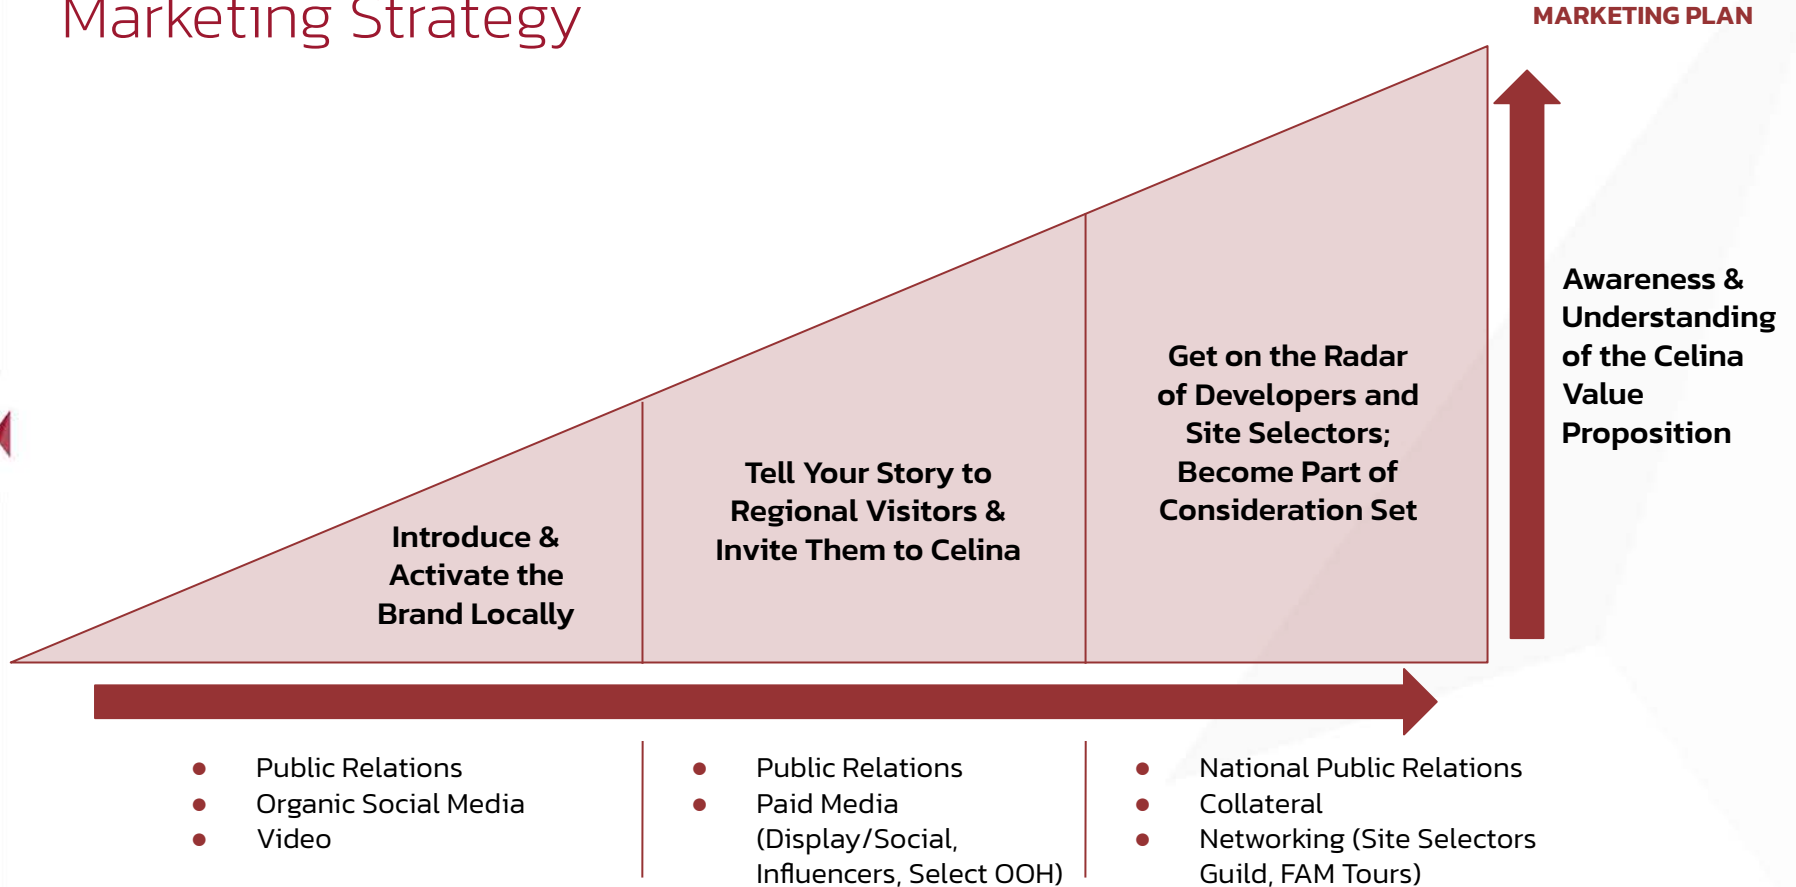 Marketing Strategy
MARKETING PLAN
Awareness &
Understanding
of the Celina
Value
Proposition
Introduce &
Activate the
Brand Locally
Tell Your Story to
Regional Visitors &
Invite Them to Celina
Get on the Radar
of Developers and
Site Selectors;
Become Part of
Consideration Set
● Public Relations
● Organic Social Media
● Video
● Public Relations
● Paid Media
(Display/Social,
Influencers, Select OOH)
● National Public Relations
● Collateral
● Networking (Site Selectors
Guild, FAM Tours)